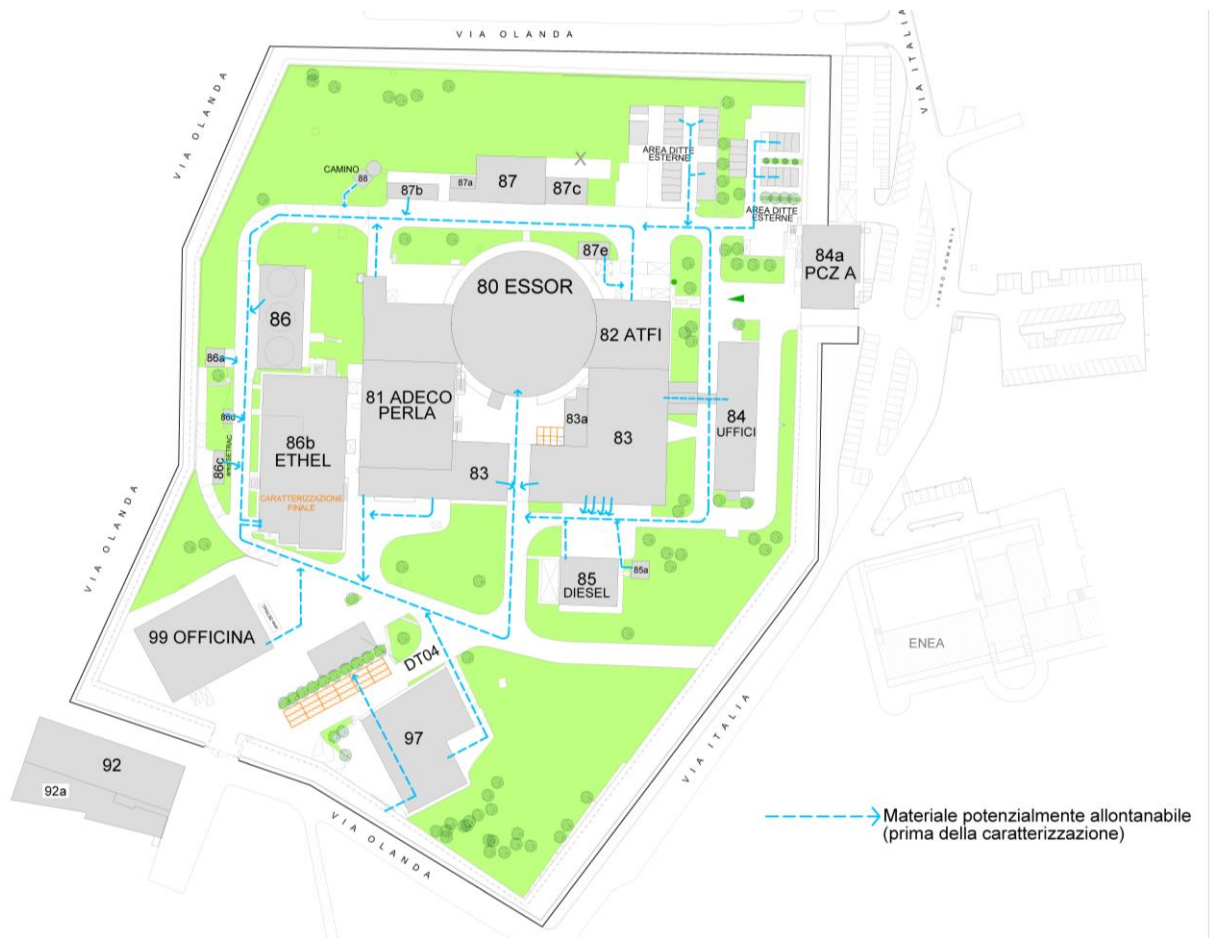 VIA OLANDA
VIA ITALIA
VIA OLANDA
CAMINO
88
87b
87a
87
87c
X
AREA DITTE
ESTERNE
AREA DITTE
ESTERNE
87e
84a
PCZ A
LARGO ROMANIA
80 ESSOR
82 ATFI
86
86a
81 ADECO
PERLA
83a
83
84
UFFICI
86b
ETHEL
86c
83
CARATTERIZZAZIONE
FINALE
VIA OLANDA
85
DIESEL
85a
99 OFFICINA
DT04
ENEA
97
VIA ITALIA
92
92a
VIA OLANDA
Materiale potenzialmente allontanabile
(prima della caratterizzazione)